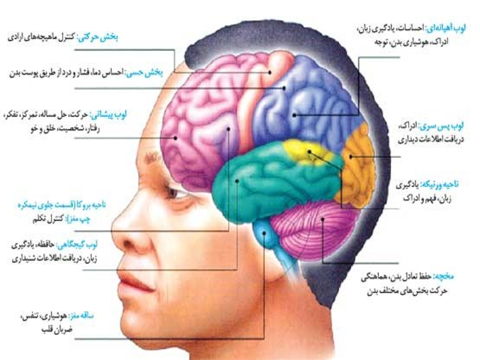 بخش حرکتی: کنترل ماهیچه‌های ارادی
بخش حسی: احساس دما، فشار و درد از طریق پوست بدن
لوب پیشانی: حرکت، حل مساله، تمرکز، تفکر،
رفتار، شخصیت، خلق و خو
ناحیه بروکا (قسمت جلوی نیمکره
چپ مغز): کنترل تکلم
لوب گیجگاهی: حافظه، یادگیری
زبان، دریافت اطلاعات شنیداری
ساقه مغز: هوشیاری، تنفس،
ضربان قلب
لوب آهیانه‌ای: احساسات، یادگیری زبان،
ادراک، هوشیاری بدن، توجه
لوب پس سری: ادراک،
دریافت اطلاعات دیداری
ناحیه ورنیکه: یادگیری
زبان، فهم و ادراک
مخچه: حفظ تعادل بدن، هماهنگی
حرکت بخش‌های مختلف بدن